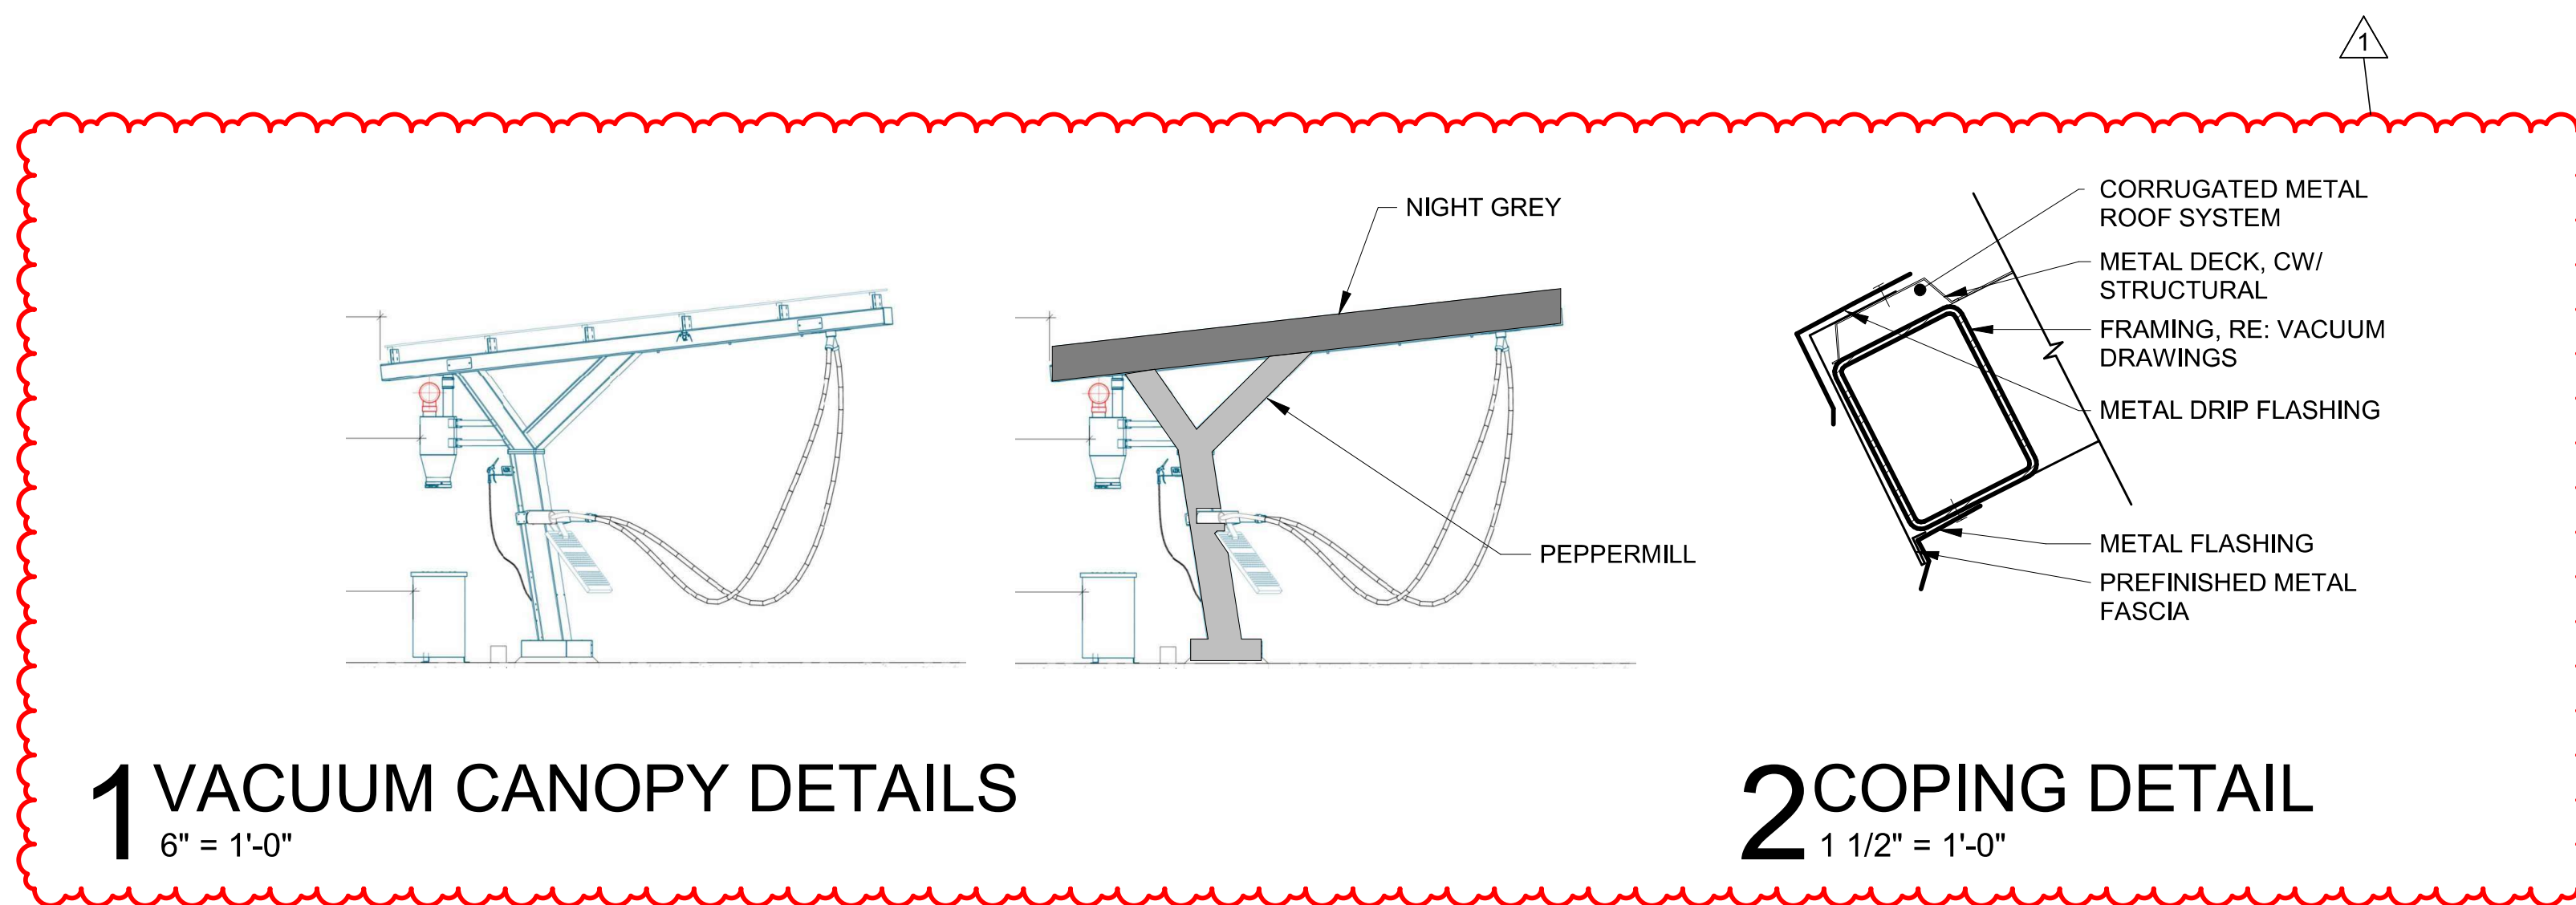 1
NIGHT GREY
PEPPERMILL
CORRUGATED METAL
ROOF SYSTEM
METAL DECK, CW/
STRUCTURAL
FRAMING, RE: VACUUM
DRAWINGS
METAL DRIP FLASHING
METAL FLASHING
PREFINISHED METAL
FASCIA
1 VACUUM CANOPY DETAILS
6" = 1'-0"
2 COPING DETAIL
1 1/2" = 1'-0"